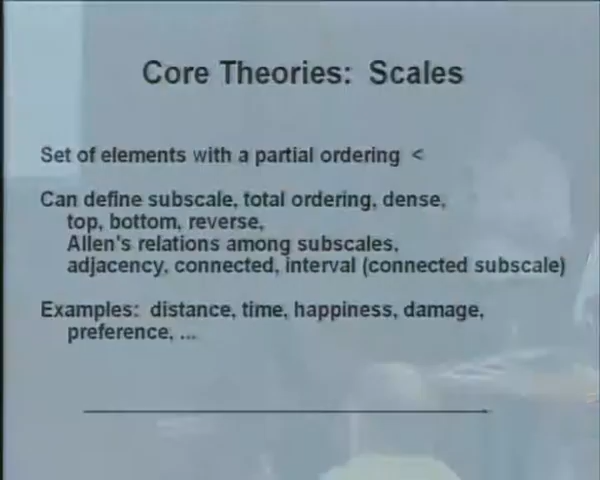 Core Theories: Scales
Set of elements with a partial ordering <
Can define subscale, total ordering, dense,
top, bottom, reverse,
Allen's relations among subscales,
adjacency, connected, interval (connected subscale)
Examples: distance, time, happiness, damage,
preference, ...